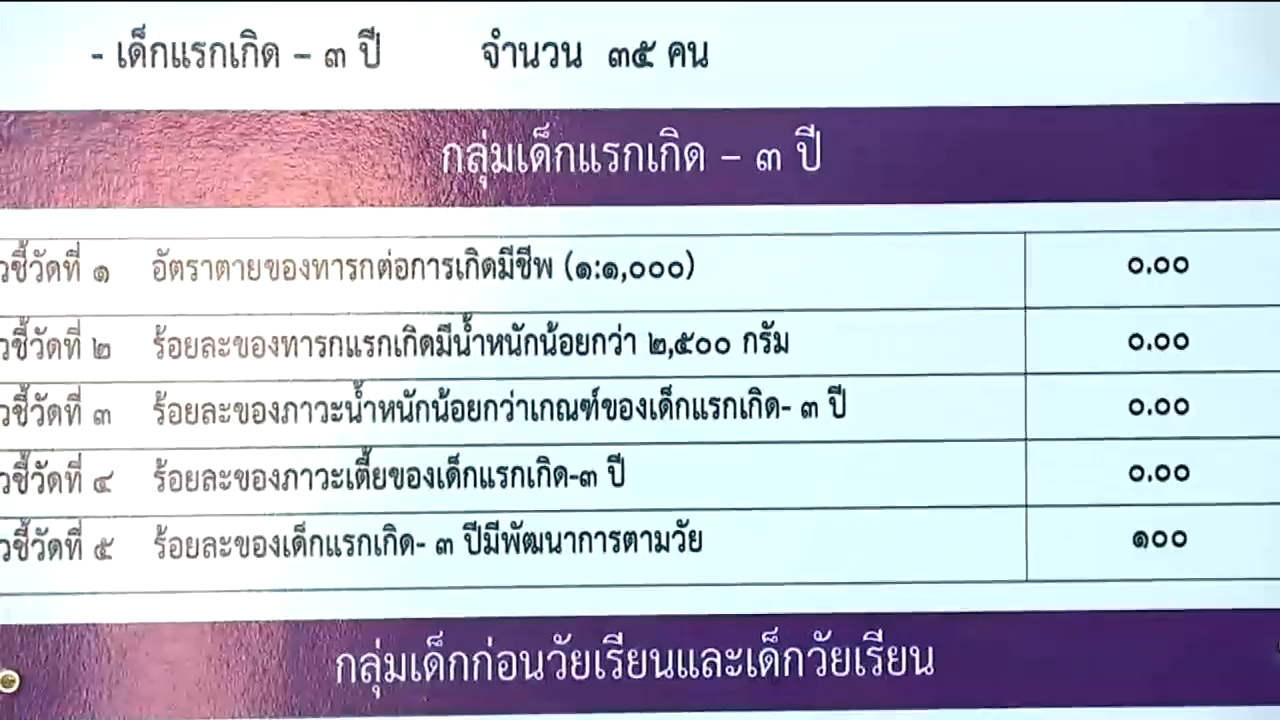 - เด็กแรกเกิด – ๓ ปี จำนวน ๓๕ คน
กลุ่มเด็กแรกเกิด – ๓ ปี
วชี้วัดที่ ๑ อัตราตายของทารกต่อการเกิดมีชีพ (๑:๑,๐๐๐) ๐.๐๐
วชี้วัดที่ ๒ ร้อยละของทารกแรกเกิดมีน้ำหนักน้อยกว่า ๒,๕๐๐ กรัม ๐.๐๐
วชี้วัดที่ ๓ ร้อยละของภาวะน้ำหนักน้อยกว่าเกณฑ์ของเด็กแรกเกิด- ๓ ปี ๐.๐๐
วชี้วัดที่ ๔ ร้อยละของภาวะเตี้ยของเด็กแรกเกิด-๓ ปี ๐.๐๐
วชี้วัดที่ ๕ ร้อยละของเด็กแรกเกิด- ๓ ปีมีพัฒนาการตามวัย ๑๐๐
กลุ่มเด็กก่อนวัยเรียนและเด็กวัยเรียน